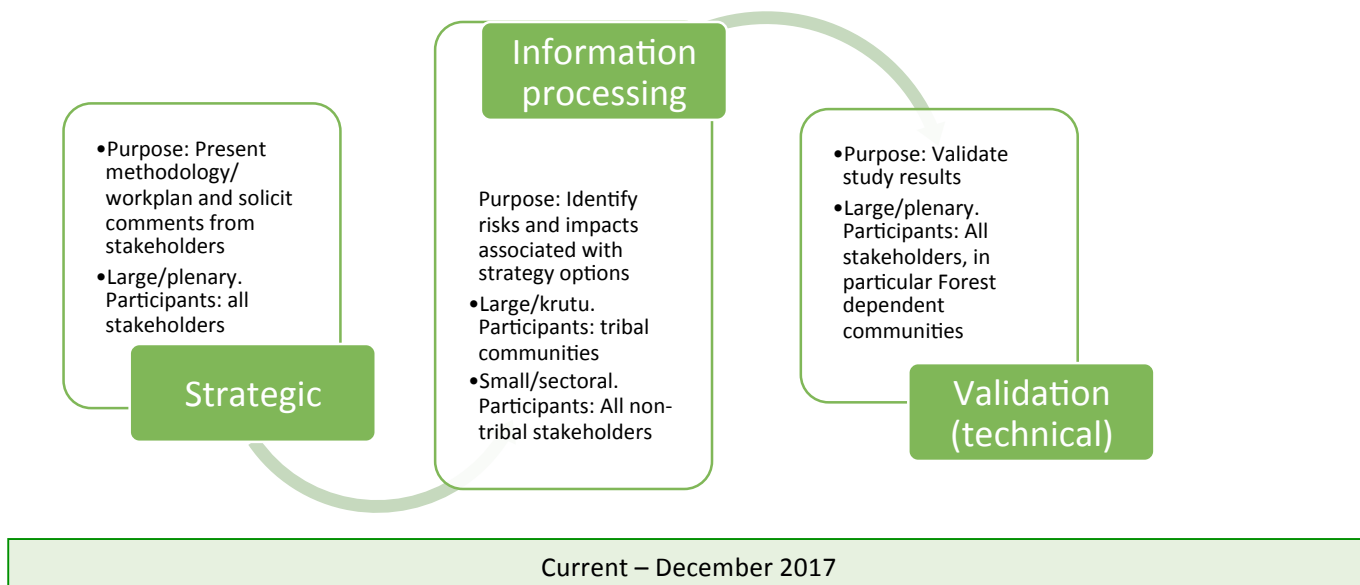 •Purpose: Present
methodology/
workplan and solicit
comments from
stakeholders
•Large/plenary.
Participants: all
stakeholders
Strategic
Information
processing
Purpose: Identify
risks and impacts
associated with
strategy options
•Large/krutu.
Participants: tribal
communities
•Small/sectoral.
Participants: All non-
tribal stakeholders
•Purpose: Validate
study results
•Large/plenary.
Participants: All
stakeholders, in
particular Forest
dependent
communities
Validation
(technical)
Current – December 2017